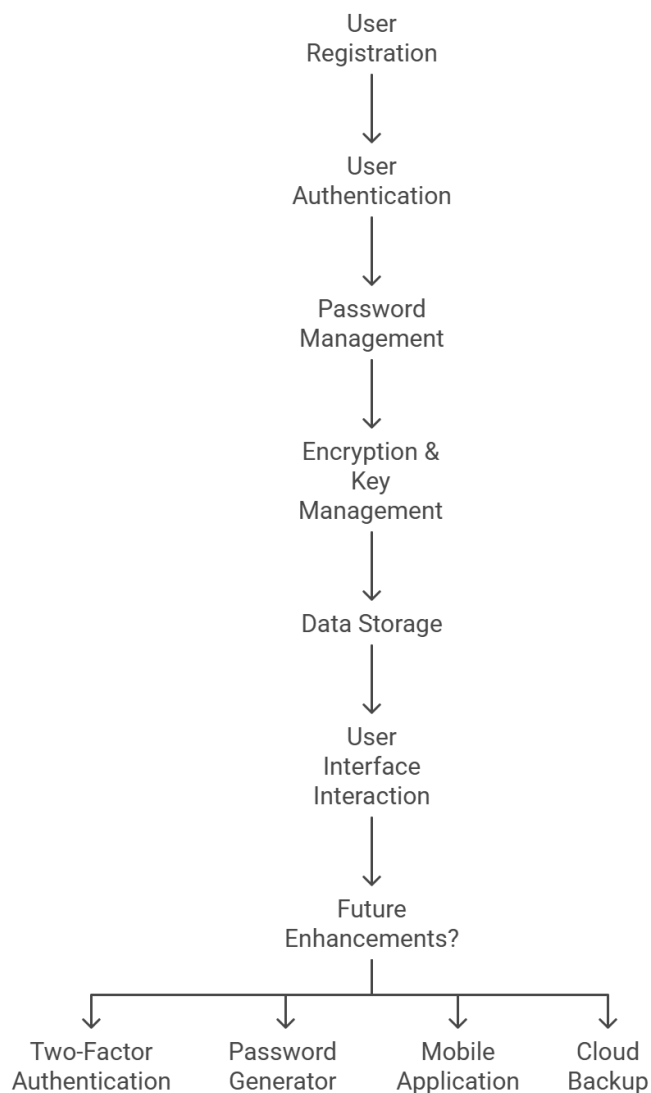 User
Registration
User
Authentication
Password
Management
Encryption &
Key
Management
Data Storage
User
Interface
Interaction
Future
Enhancements?
Two-Factor
Authentication
Password
Generator
Mobile
Application
Cloud
Backup